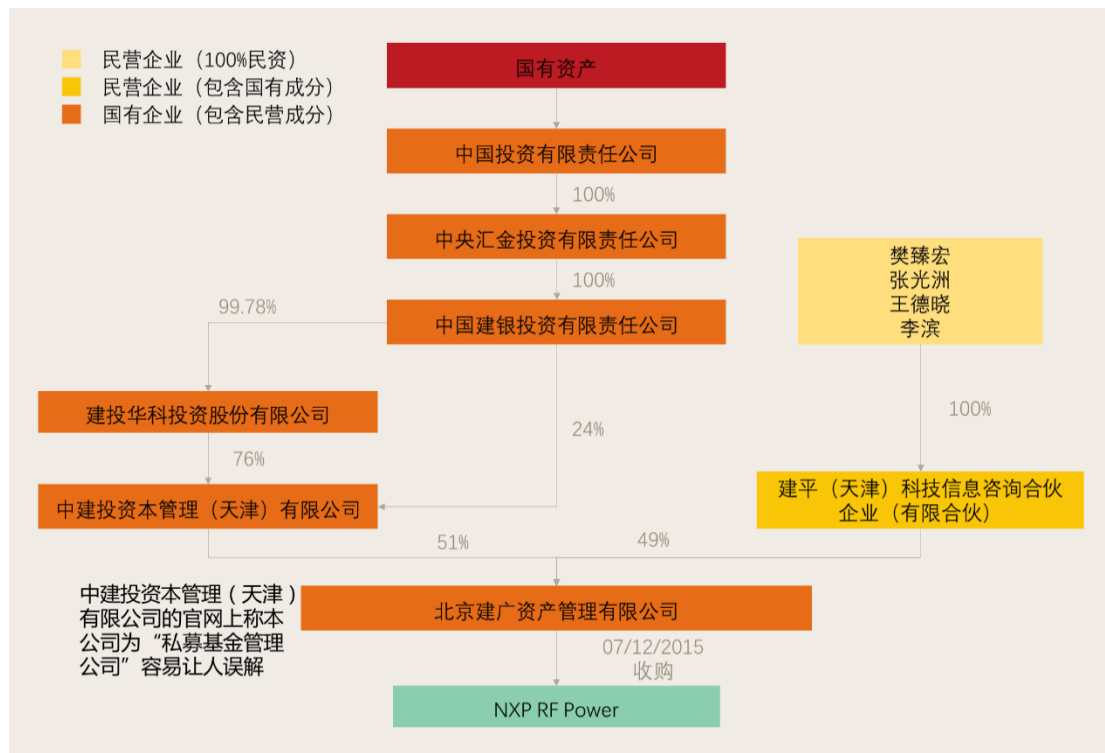 民营企业（100%民资）
民营企业（包含国有成分）
国有企业（包含民营成分）
国有资产
中国投资有限责任公司
100%
中央汇金投资有限责任公司
100%
樊臻宏
张光洲
王德晓
李滨
99.78%
中国建银投资有限责任公司
建投华科投资股份有限公司
24%
100%
76%
中建投资本管理（天津）有限公司
建平（天津）科技信息咨询合伙
企业（有限合伙）
51%
49%
中建投资本管理（天津）
有限公司的官网上称本
公司为“私募基金管理
公司”容易让人误解
北京建广资产管理有限公司
07/12/2015
收购
NXP RF Power